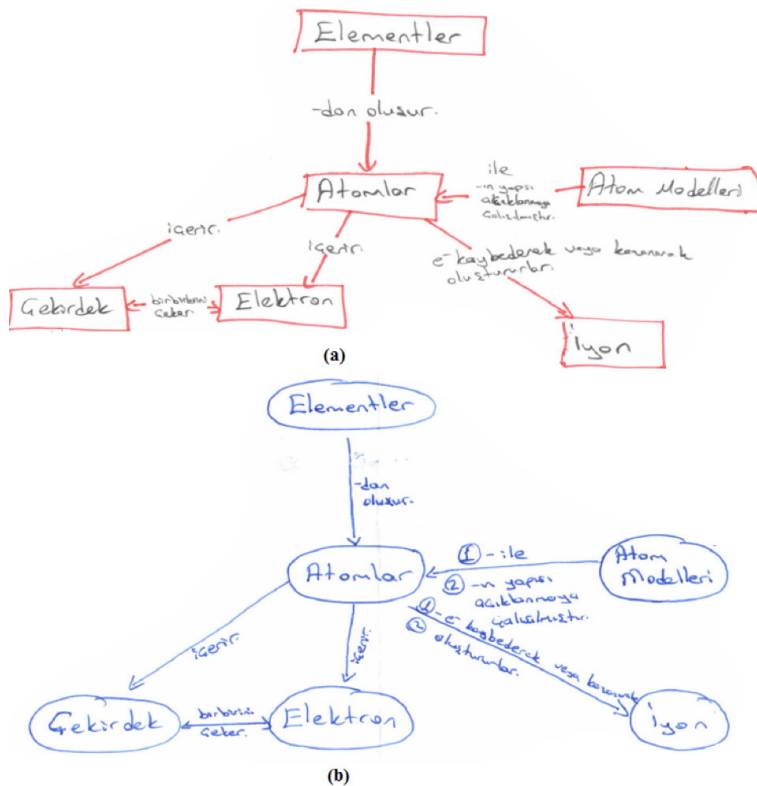 Elementler
-dan oluşur.
Atomlar
ile
-ın yapısı
açıklanmaya
çalışılmıştır.
Atom Modelleri
içerir.
içerir.
e- kaybederek veya kazanarak
oluştururlar.
Çekirdek
birbirini
çeker.
Elektron
İyon
(a)
Elementler
-dan
oluşur.
Atomlar
① -ile
② -ın yapısı
açıklanmaya
çalışılmıştır.
Atom
Modelleri
① -e- kaybederek veya kazanarak
② oluştururlar.
içerir.
içerir.
Çekirdek
birbirini
çeker.
Elektron
İyon
(b)